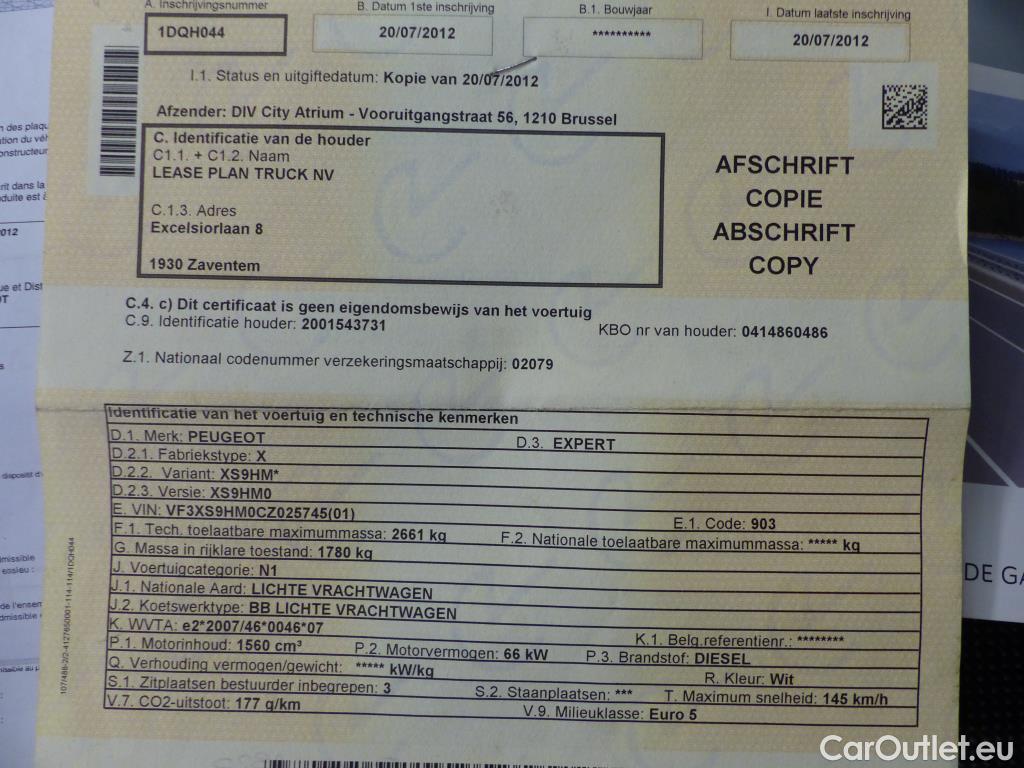 A. Inschrijvingsnummer
1DQH044
B. Datum 1ste inschrijving
20/07/2012
B.1. Bouwjaar
**********
I. Datum laatste inschrijving
20/07/2012
I.1. Status en uitgiftedatum: Kopie van 20/07/2012
Afzender: DIV City Atrium - Vooruitgangstraat 56, 1210 Brussel
C. Identificatie van de houder
C1.1. + C1.2. Naam
LEASE PLAN TRUCK NV
C.1.3. Adres
Excelsiorlaan 8
1930 Zaventem
AFSCHRIFT
COPIE
ABSCHRIFT
COPY
C.4. c) Dit certificaat is geen eigendomsbewijs van het voertuig
C.9. Identificatie houder: 2001543731
KBO nr van houder: 0414860486
Z.1. Nationaal codenummer verzekeringsmaatschappij: 02079
Identificatie van het voertuig en technische kenmerken
D.1. Merk: PEUGEOT
D.3. EXPERT
D.2.1. Fabriekstype: X
D.2.2. Variant: XS9HM*
D.2.3. Versie: XS9HM0
E. VIN: VF3XS9HM0CZ025745(01)
E.1. Code: 903
F.1. Tech. toelaatbare maximummassa: 2661 kg
F.2. Nationale toelaatbare maximummassa: ***** kg
G. Massa in rijklare toestand: 1780 kg
J. Voertuigcategorie: N1
J.1. Nationale Aard: LICHTE VRACHTWAGEN
J.2. Koetswerktype: BB LICHTE VRACHTWAGEN
K. WVTA: e2*2007/46*0046*07
K.1. Belg.referentienr.: ********
P.1. Motorinhoud: 1560 cm³
P.2. Motorvermogen: 66 kW
P.3. Brandstof: DIESEL
Q. Verhouding vermogen/gewicht: ***** kW/kg
R. Kleur: Wit
S.1. Zitplaatsen bestuurder inbegrepen: 3
S.2. Staanplaatsen: ***
T. Maximum snelheid: 145 km/h
V.7. CO2-uitstoot: 177 g/km
V.9. Milieuklasse: Euro 5
DE GA
CarOutlet.eu